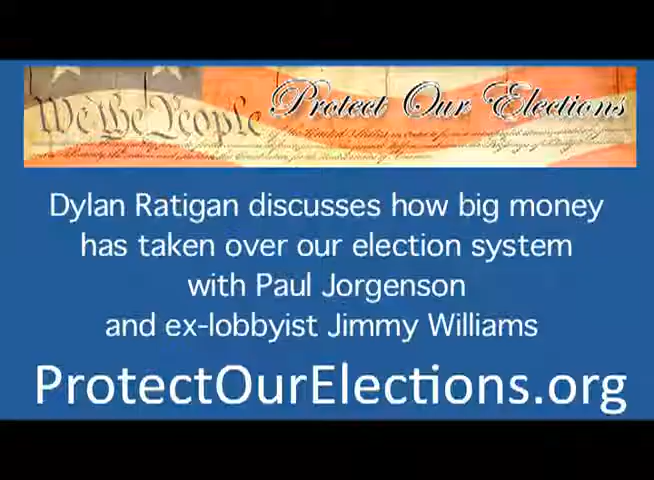 We the People Protect Our Elections
Dylan Ratigan discusses how big money
has taken over our election system
with Paul Jorgenson
and ex-lobbyist Jimmy Williams
ProtectOurElections.org